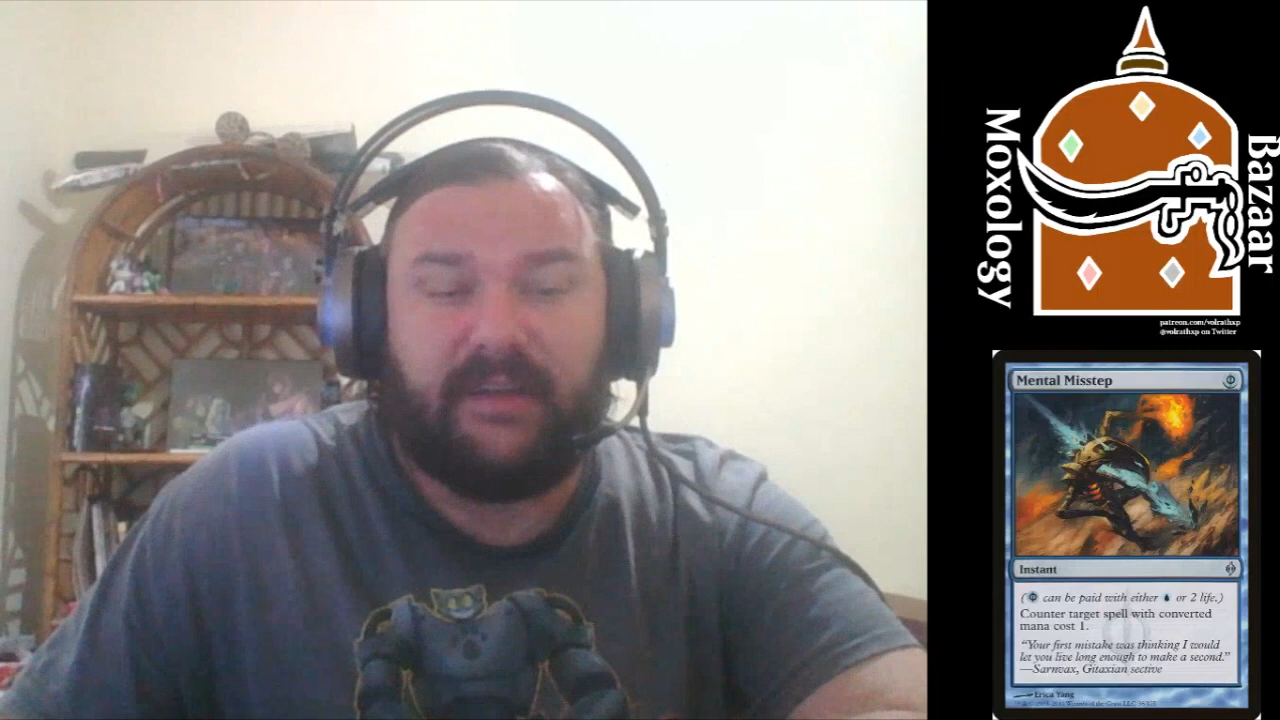 Moxology
Bazaar
patreon.com/volrathxp
@volrathxp on Twitter
Mental Misstep
Instant
( can be paid with either or 2 life.)
Counter target spell with converted
mana cost 1.
"Your first mistake was thinking I would
let you live long enough to make a second."
—Sarnvax, Gitaxian sective
Erica Yang